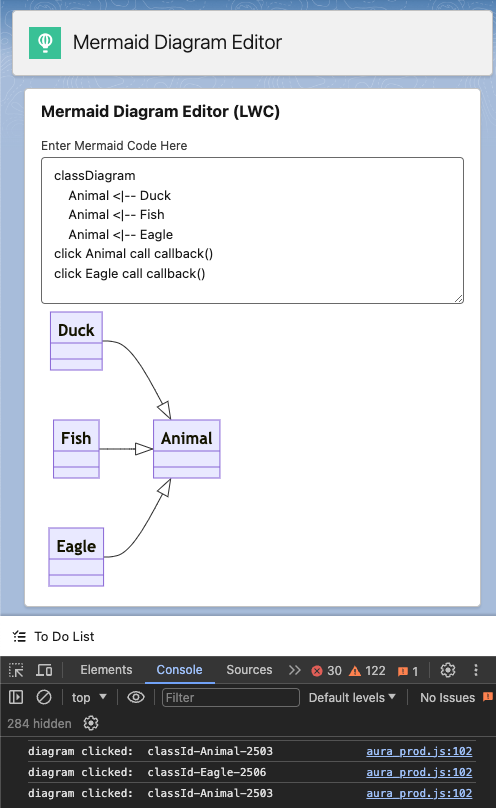 Mermaid Diagram Editor
Mermaid Diagram Editor (LWC)
Enter Mermaid Code Here
classDiagram
    Animal <|-- Duck
    Animal <|-- Fish
    Animal <|-- Eagle
click Animal call callback()
click Eagle call callback()
Duck
Fish
Animal
Eagle
To Do List
Elements Console Sources 30 122 1
top Filter Default levels No Issues
284 hidden
diagram clicked:  classId-Animal-2503 aura_prod.js:102
diagram clicked:  classId-Eagle-2506 aura_prod.js:102
diagram clicked:  classId-Animal-2503 aura_prod.js:102